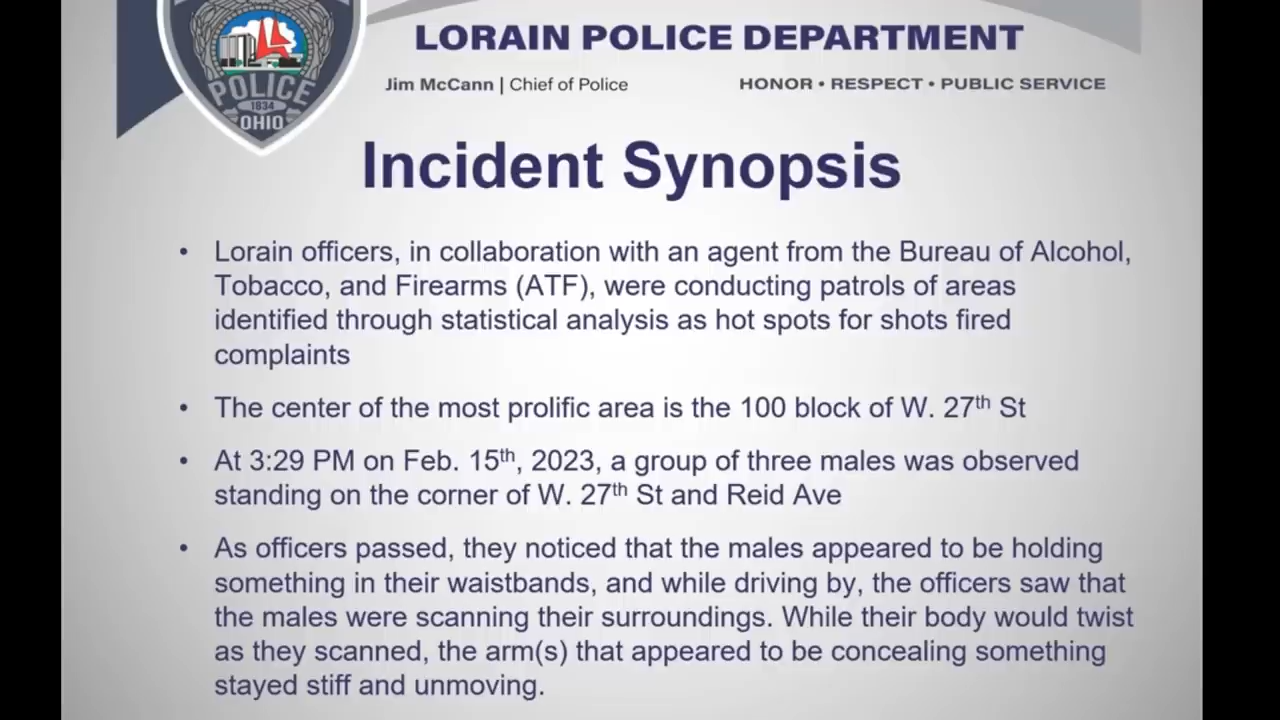 LORAIN POLICE DEPARTMENT
Jim McCann | Chief of Police
HONOR • RESPECT • PUBLIC SERVICE
POLICE
1834
OHIO
Incident Synopsis
• Lorain officers, in collaboration with an agent from the Bureau of Alcohol,
Tobacco, and Firearms (ATF), were conducting patrols of areas
identified through statistical analysis as hot spots for shots fired
complaints
• The center of the most prolific area is the 100 block of W. 27th St
• At 3:29 PM on Feb. 15th, 2023, a group of three males was observed
standing on the corner of W. 27th St and Reid Ave
• As officers passed, they noticed that the males appeared to be holding
something in their waistbands, and while driving by, the officers saw that
the males were scanning their surroundings. While their body would twist
as they scanned, the arm(s) that appeared to be concealing something
stayed stiff and unmoving.